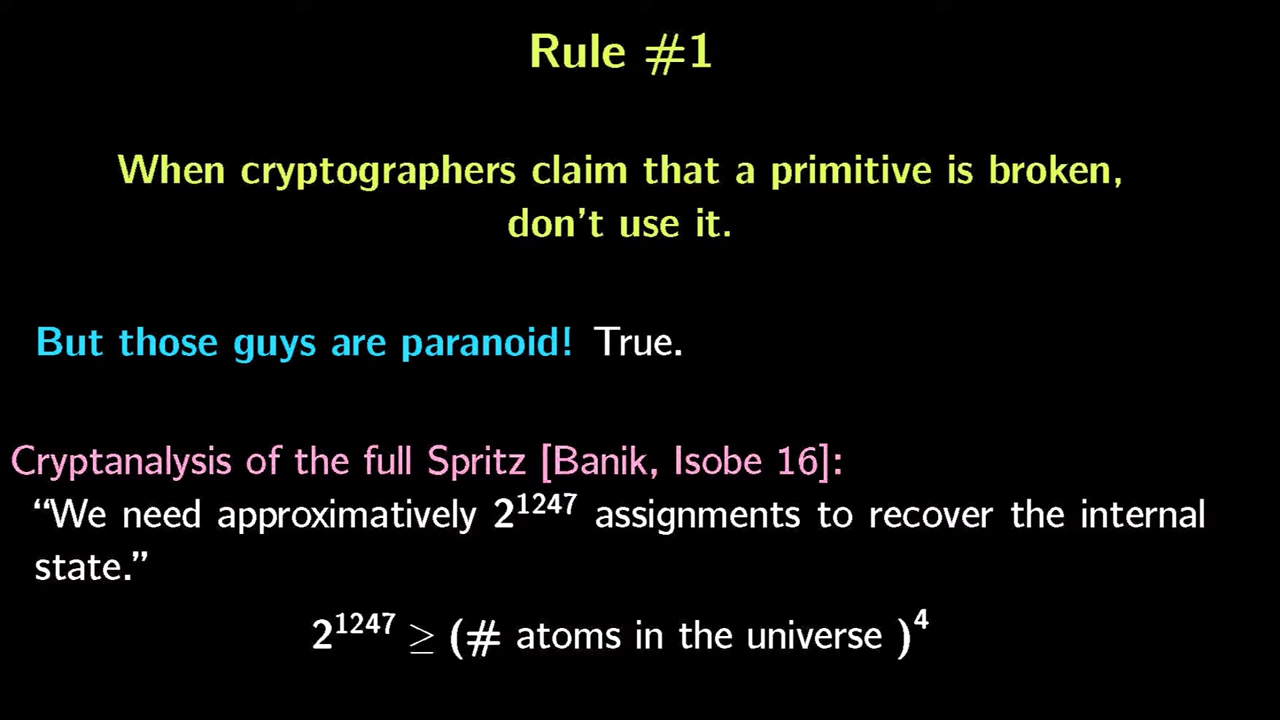 Rule #1
When cryptographers claim that a primitive is broken,
don't use it.
But those guys are paranoid! True.
Cryptanalysis of the full Spritz [Banik, Isobe 16]:
“We need approximatively 2^1247 assignments to recover the internal
state.”
2^1247 ≥ (# atoms in the universe )^4